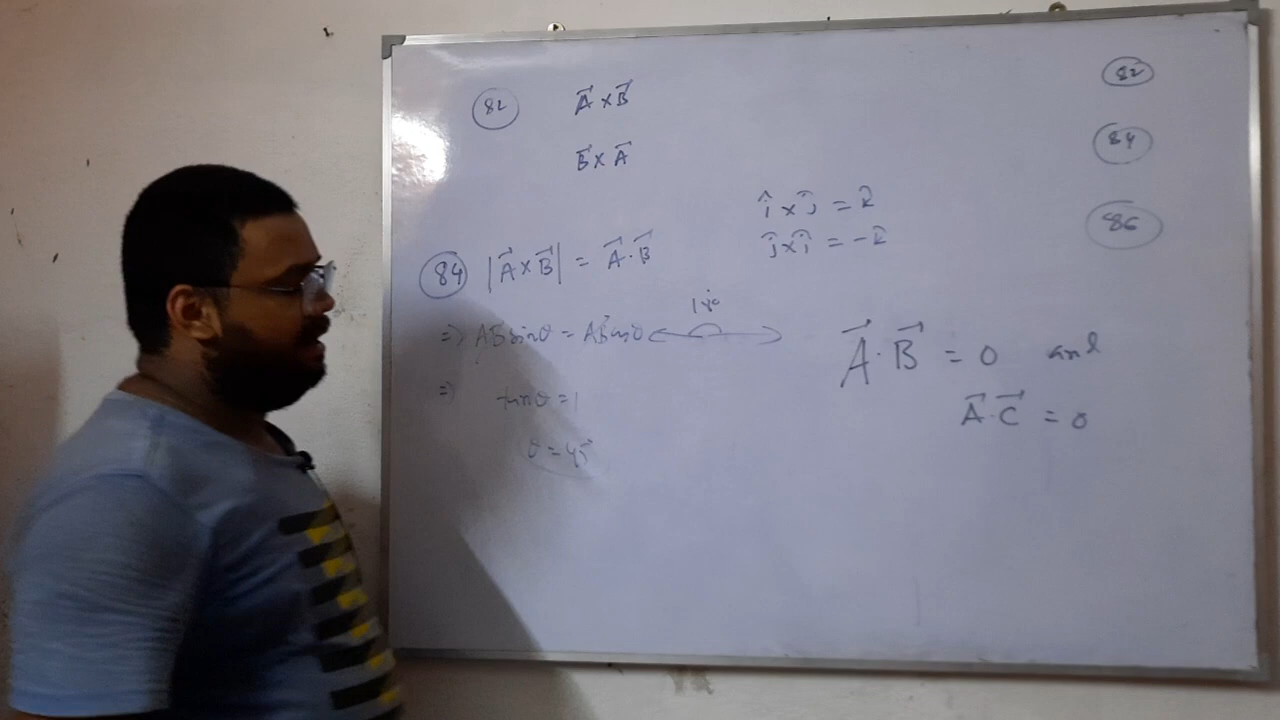 82 A⃗ × B⃗
B⃗ × A⃗
î × ĵ = k̂
ĵ × î = -k̂
84 |A⃗ × B⃗| = A⃗ · B⃗
⇒ AB sinθ = AB cosθ
180
⇒ tanθ = 1
θ = 45°
A⃗ · B⃗ = 0 and
A⃗ · C⃗ = 0
82
84
86